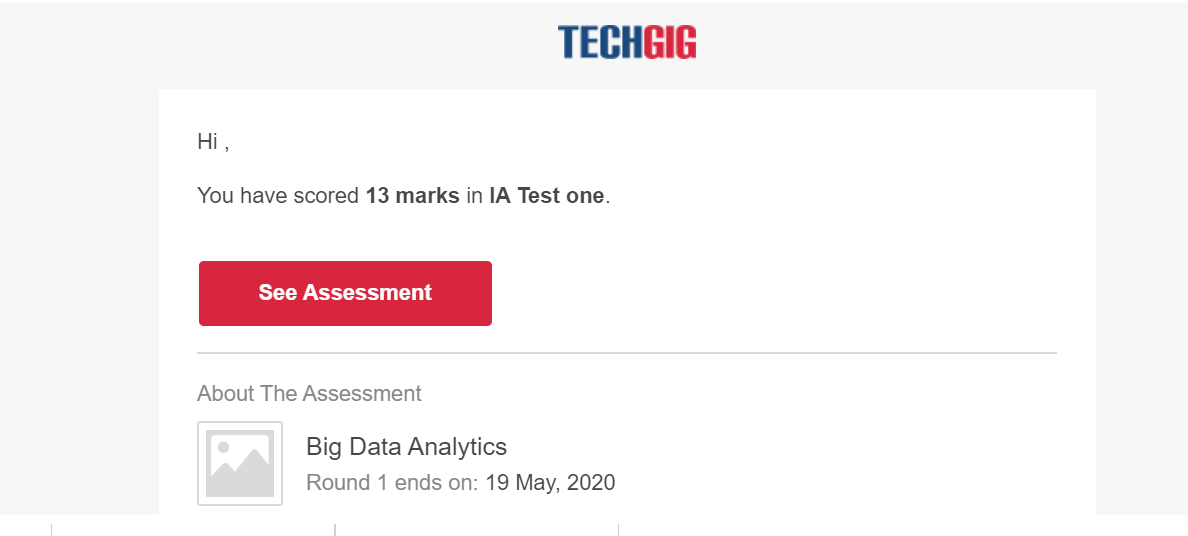 TECHGIG
Hi ,
You have scored 13 marks in IA Test one.
See Assessment
About The Assessment
Big Data Analytics
Round 1 ends on: 19 May, 2020